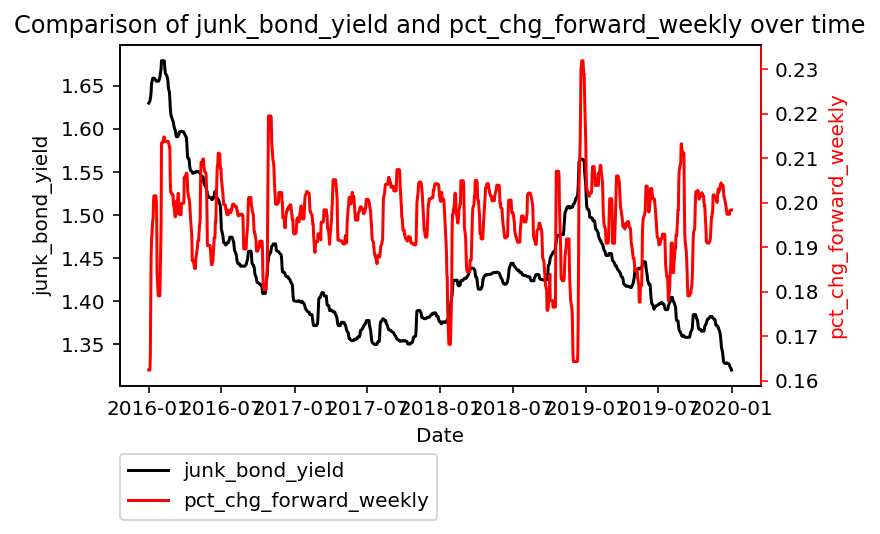 Comparison of junk_bond_yield and pct_chg_forward_weekly over time
junk_bond_yield
1.65
1.60
1.55
1.50
1.45
1.40
1.35
0.23
0.22
0.21
0.20
0.19
0.18
0.17
0.16
pct_chg_forward_weekly
2016-01 2016-07 2017-01 2017-07 2018-01 2018-07 2019-01 2019-07 2020-01
Date
junk_bond_yield
pct_chg_forward_weekly